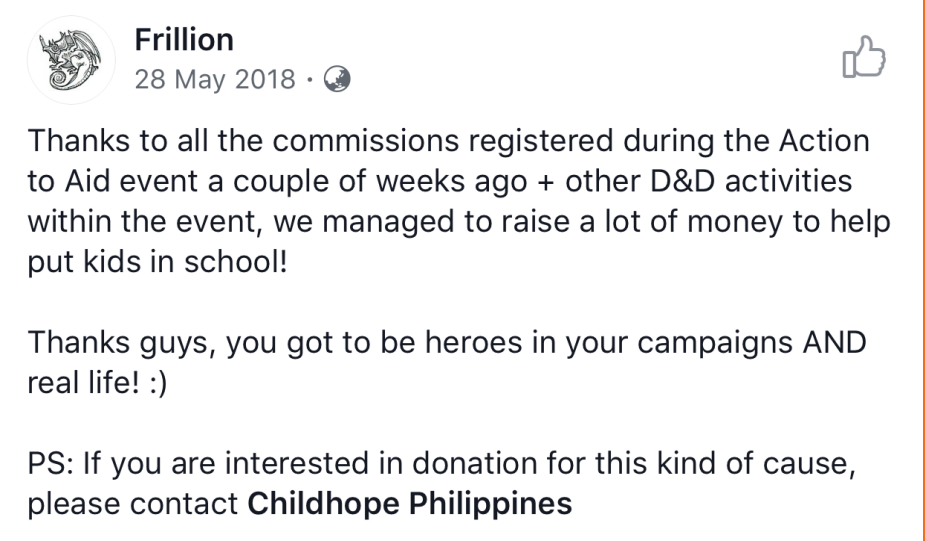 Frillion
28 May 2018 ·
Thanks to all the commissions registered during the Action
to Aid event a couple of weeks ago + other D&D activities
within the event, we managed to raise a lot of money to help
put kids in school!
Thanks guys, you got to be heroes in your campaigns AND
real life! :)
PS: If you are interested in donation for this kind of cause,
please contact Childhope Philippines